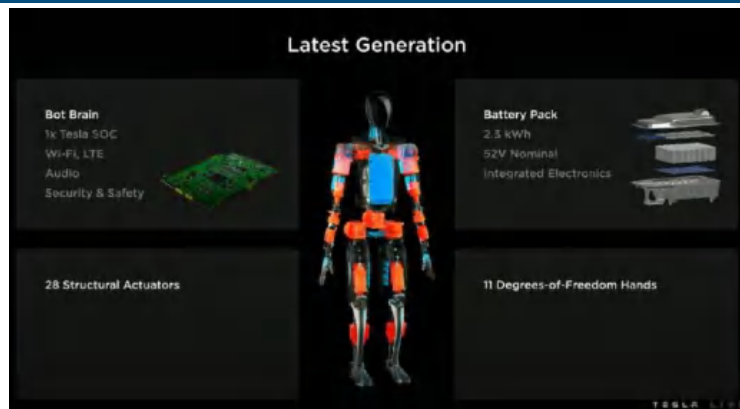 Latest Generation
Bot Brain
1x Tesla SOC
Wi-Fi, LTE
Audio
Security & Safety
Battery Pack
2.3 kWh
52V Nominal
Integrated Electronics
28 Structural Actuators
11 Degrees-of-Freedom Hands
TESLA LIVE